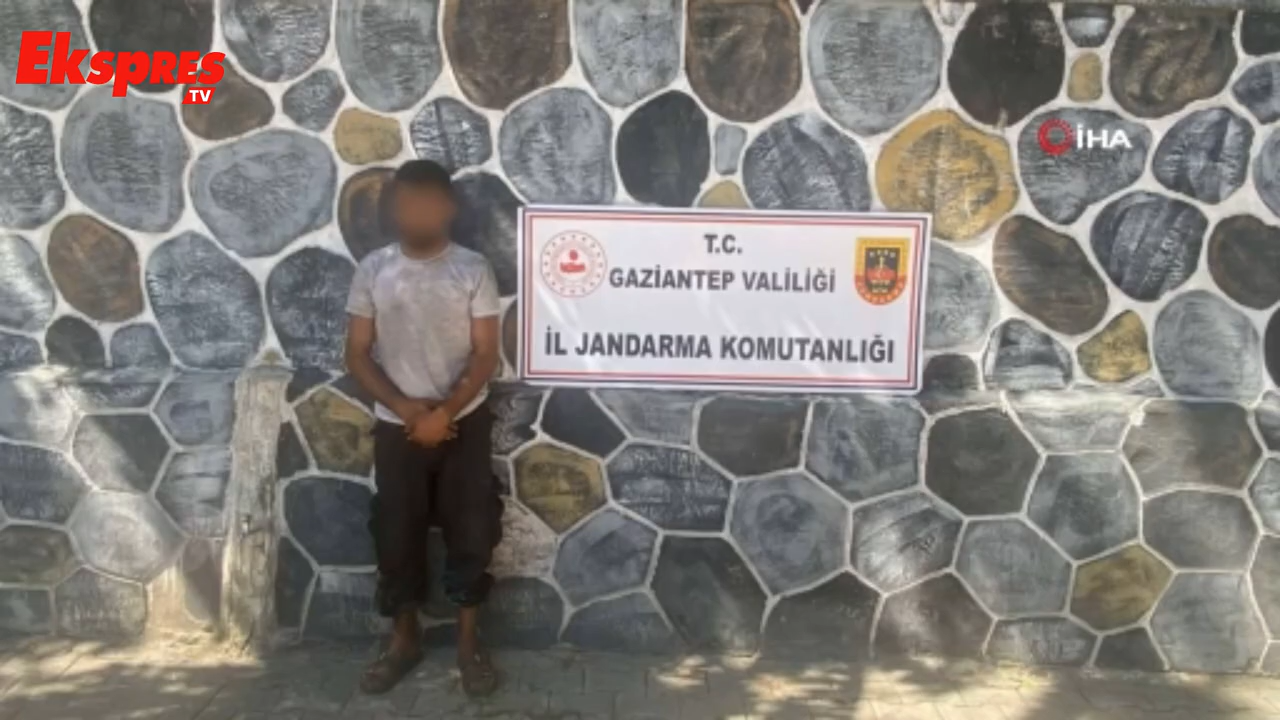 Ekspres
TV
İHA
T.C.
GAZİANTEP VALİLİĞİ
İL JANDARMA KOMUTANLIĞI